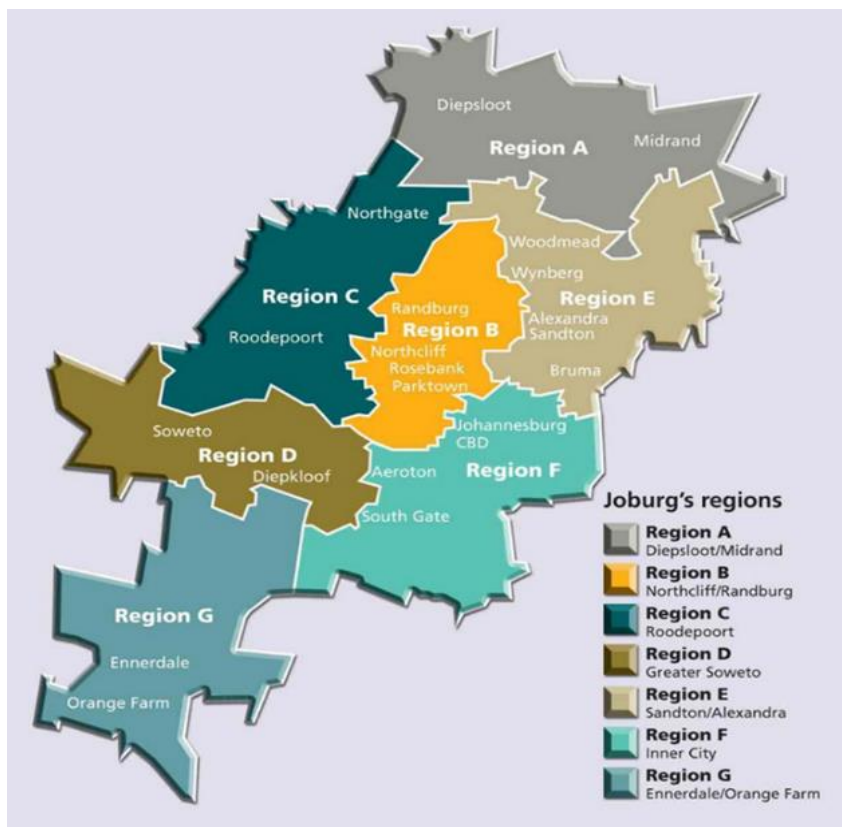 Diepsloot
Midrand
Region A
Northgate
Woodmead
Wynberg
Region C
Region E
Randburg
Alexandra
Region B
Sandton
Roodepoort
Northcliff
Rosebank
Bruma
Parktown
Soweto
Johannesburg
CBD
Region D
Diepkloof
Aeroton
Region F
South Gate
Region G
Ennerdale
Orange Farm
Joburg's regions
Region A
Diepsloot/Midrand
Region B
Northcliff/Randburg
Region C
Roodepoort
Region D
Greater Soweto
Region E
Sandton/Alexandra
Region F
Inner City
Region G
Ennerdale/Orange Farm